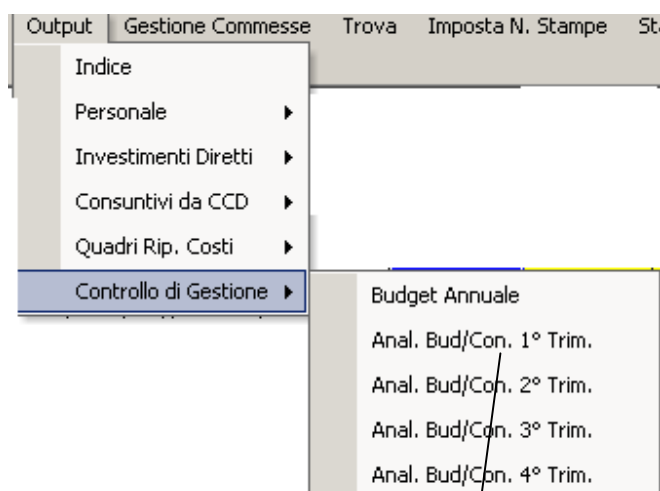 Output Gestione Commesse Trova Imposta N. Stampe
Indice
Personale
Investimenti Diretti
Consuntivi da CCD
Quadri Rip. Costi
Controllo di Gestione
Budget Annuale
Anal. Bud/Con. 1° Trim.
Anal. Bud/Con. 2° Trim.
Anal. Bud/Con. 3° Trim.
Anal. Bud/Con. 4° Trim.